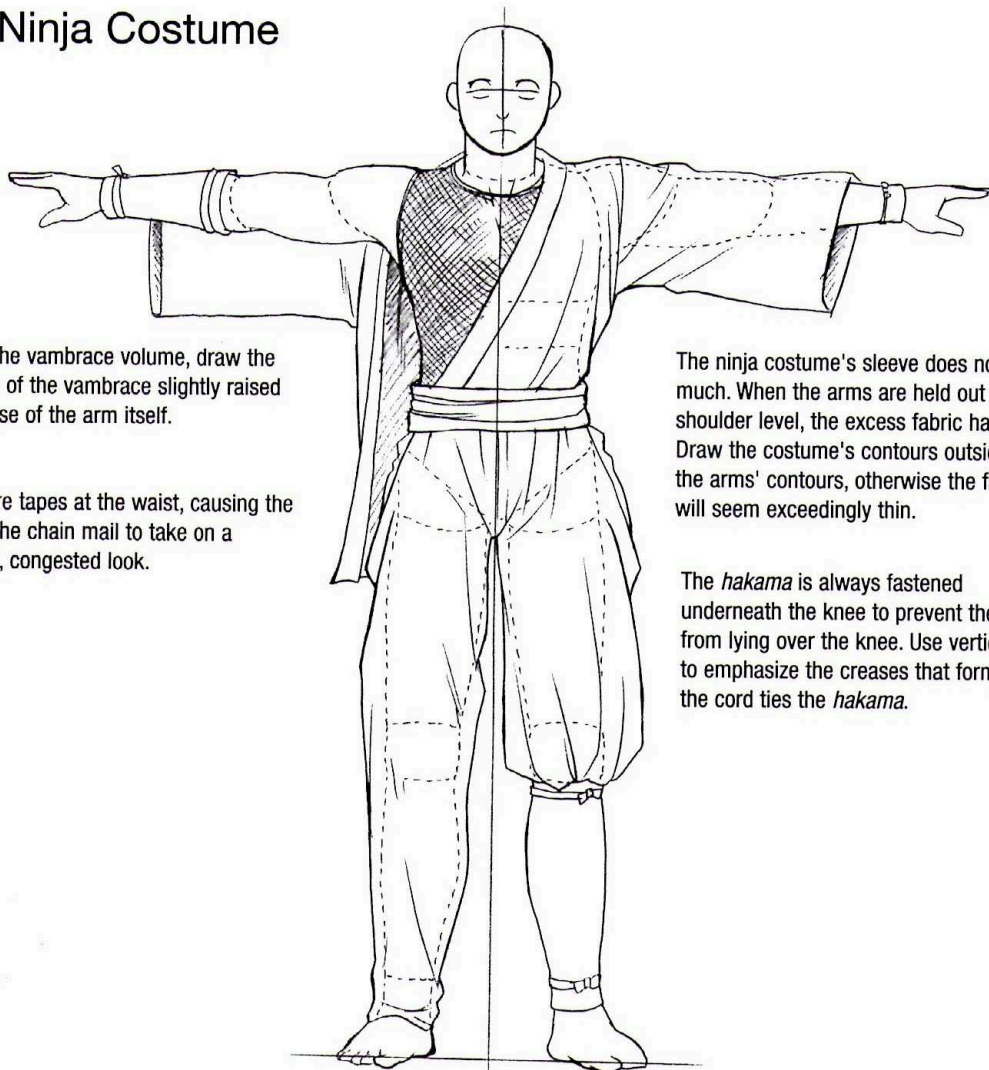 Ninja Costume
he vambrace volume, draw the
of the vambrace slightly raised
se of the arm itself.
re tapes at the waist, causing the
he chain mail to take on a
, congested look.
The ninja costume's sleeve does no
much. When the arms are held out
shoulder level, the excess fabric ha
Draw the costume's contours outsi
the arms' contours, otherwise the f
will seem exceedingly thin.
The hakama is always fastened
underneath the knee to prevent the
from lying over the knee. Use verti
to emphasize the creases that form
the cord ties the hakama.